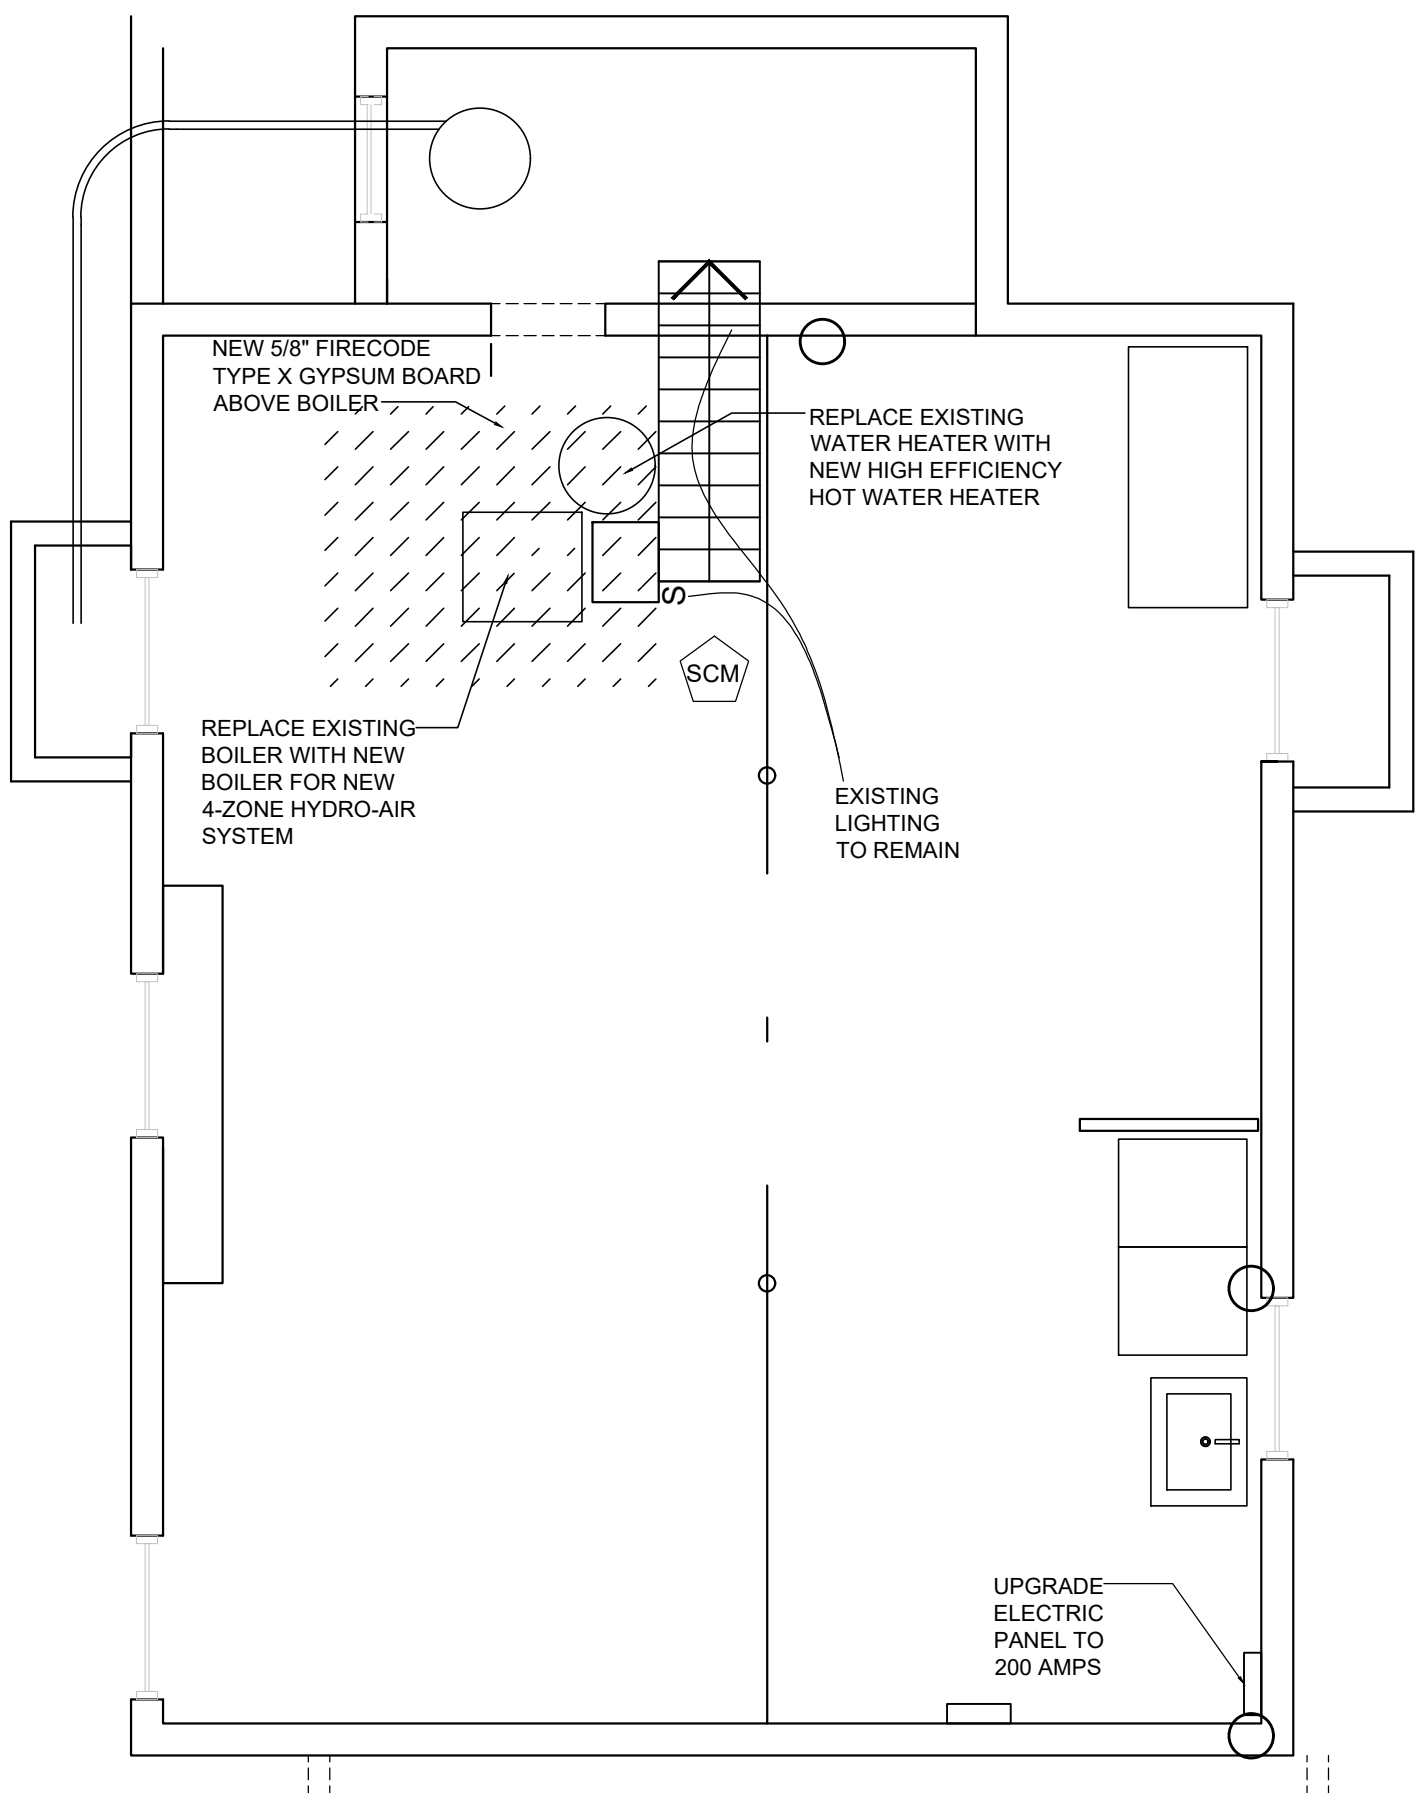 NEW 5/8" FIRECODE
TYPE X GYPSUM BOARD
ABOVE BOILER
REPLACE EXISTING
WATER HEATER WITH
NEW HIGH EFFICIENCY
HOT WATER HEATER
S
SCM
REPLACE EXISTING
BOILER WITH NEW
BOILER FOR NEW
4-ZONE HYDRO-AIR
SYSTEM
EXISTING
LIGHTING
TO REMAIN
UPGRADE
ELECTRIC
PANEL TO
200 AMPS